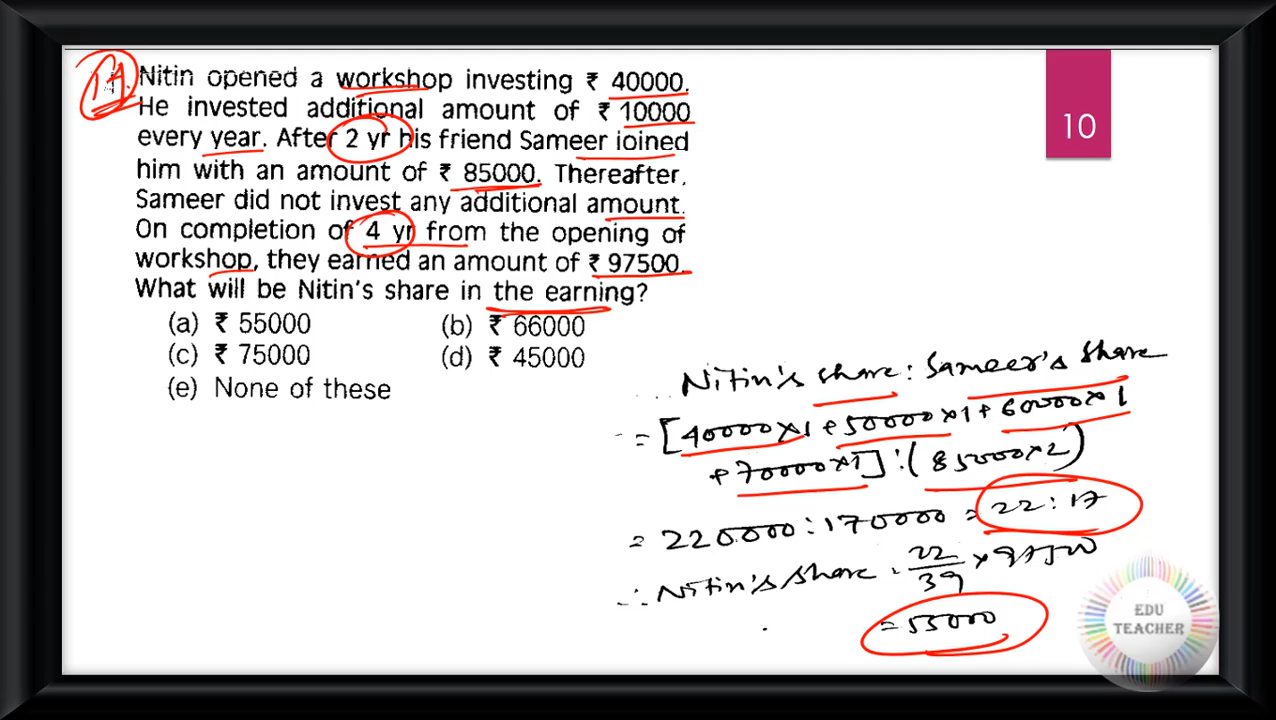 14. Nitin opened a workshop investing ₹ 40000.
He invested additional amount of ₹ 10000
every year. After 2 yr his friend Sameer joined
him with an amount of ₹ 85000. Thereafter,
Sameer did not invest any additional amount.
On completion of 4 yr from the opening of
workshop, they earned an amount of ₹ 97500.
What will be Nitin's share in the earning?
(a) ₹ 55000 (b) ₹ 66000
(c) ₹ 75000 (d) ₹ 45000
(e) None of these
10
Nitin's share : Sameer's share
= [40000×1 + 50000×1 + 60000×1
+ 70000×1] : (85000×2)
= 220000 : 170000 = 22 : 17
∴ Nitin's share = 22/39 × 97500
= 55000
EDU
TEACHER